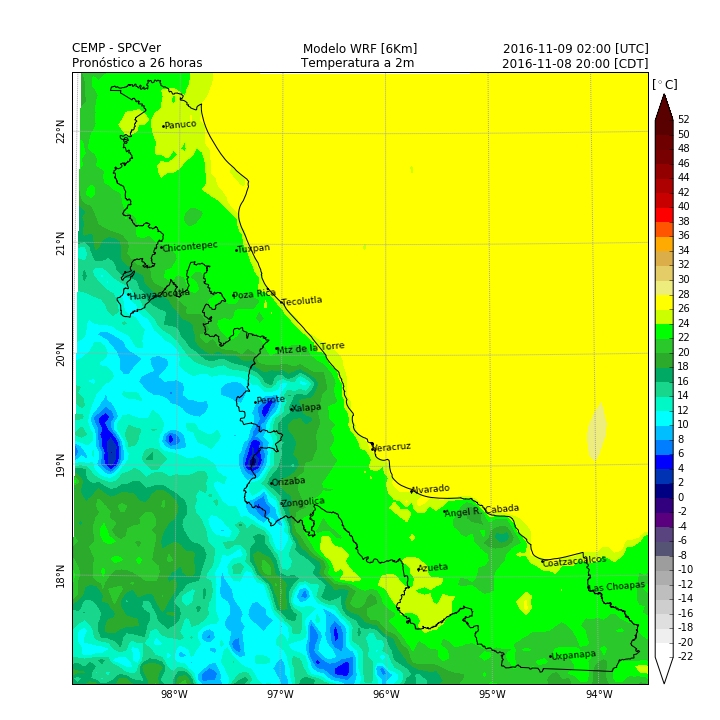 CEMP - SPCVer Modelo WRF [6Km] 2016-11-09 02:00 [UTC]
Pronóstico a 26 horas Temperatura a 2m 2016-11-08 20:00 [CDT]
[°C]
52
50
48
46
44
42
40
38
36
34
32
30
28
26
24
22
20
18
16
14
12
10
8
6
4
2
0
-2
-4
-6
-8
-10
-12
-14
-16
-18
-20
-22
22°N
21°N
20°N
19°N
18°N
Panuco
Chicontepec
Tuxpan
Huayacocotla
Poza Rica
Tecolutla
Mtz de la Torre
Perote
Xalapa
Veracruz
Orizaba
Alvarado
Zongolica
Angel R. Cabada
Azueta
Coatzacoalcos
Las Choapas
Uxpanapa
98°W 97°W 96°W 95°W 94°W